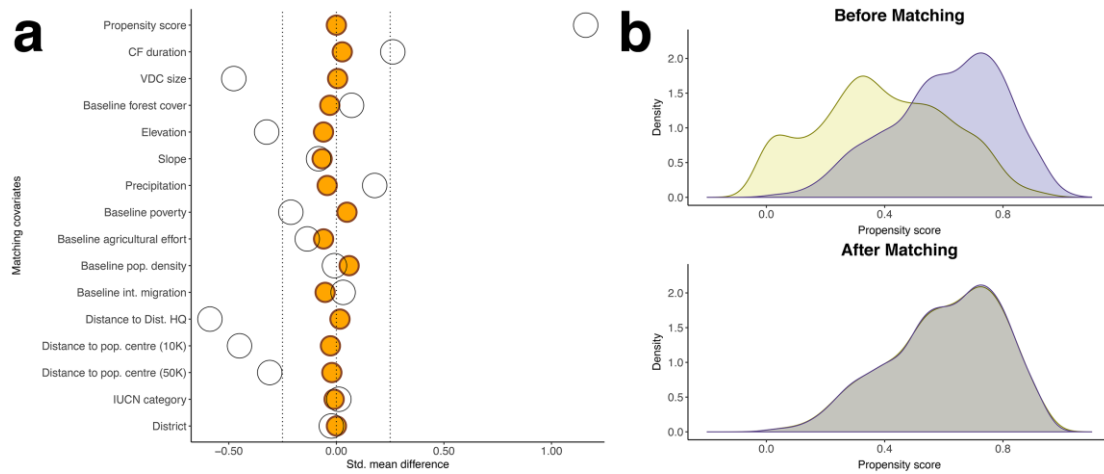 a
Matching covariates
Propensity score
CF duration
VDC size
Baseline forest cover
Elevation
Slope
Precipitation
Baseline poverty
Baseline agricultural effort
Baseline pop. density
Baseline int. migration
Distance to Dist. HQ
Distance to pop. centre (10K)
Distance to pop. centre (50K)
IUCN category
District
−0.50 0.00 0.50 1.00
Std. mean difference
b
Before Matching
Density
2.0
1.5
1.0
0.5
0.0
0.0 0.4 0.8
Propensity score
After Matching
Density
2.0
1.5
1.0
0.5
0.0
0.0 0.4 0.8
Propensity score